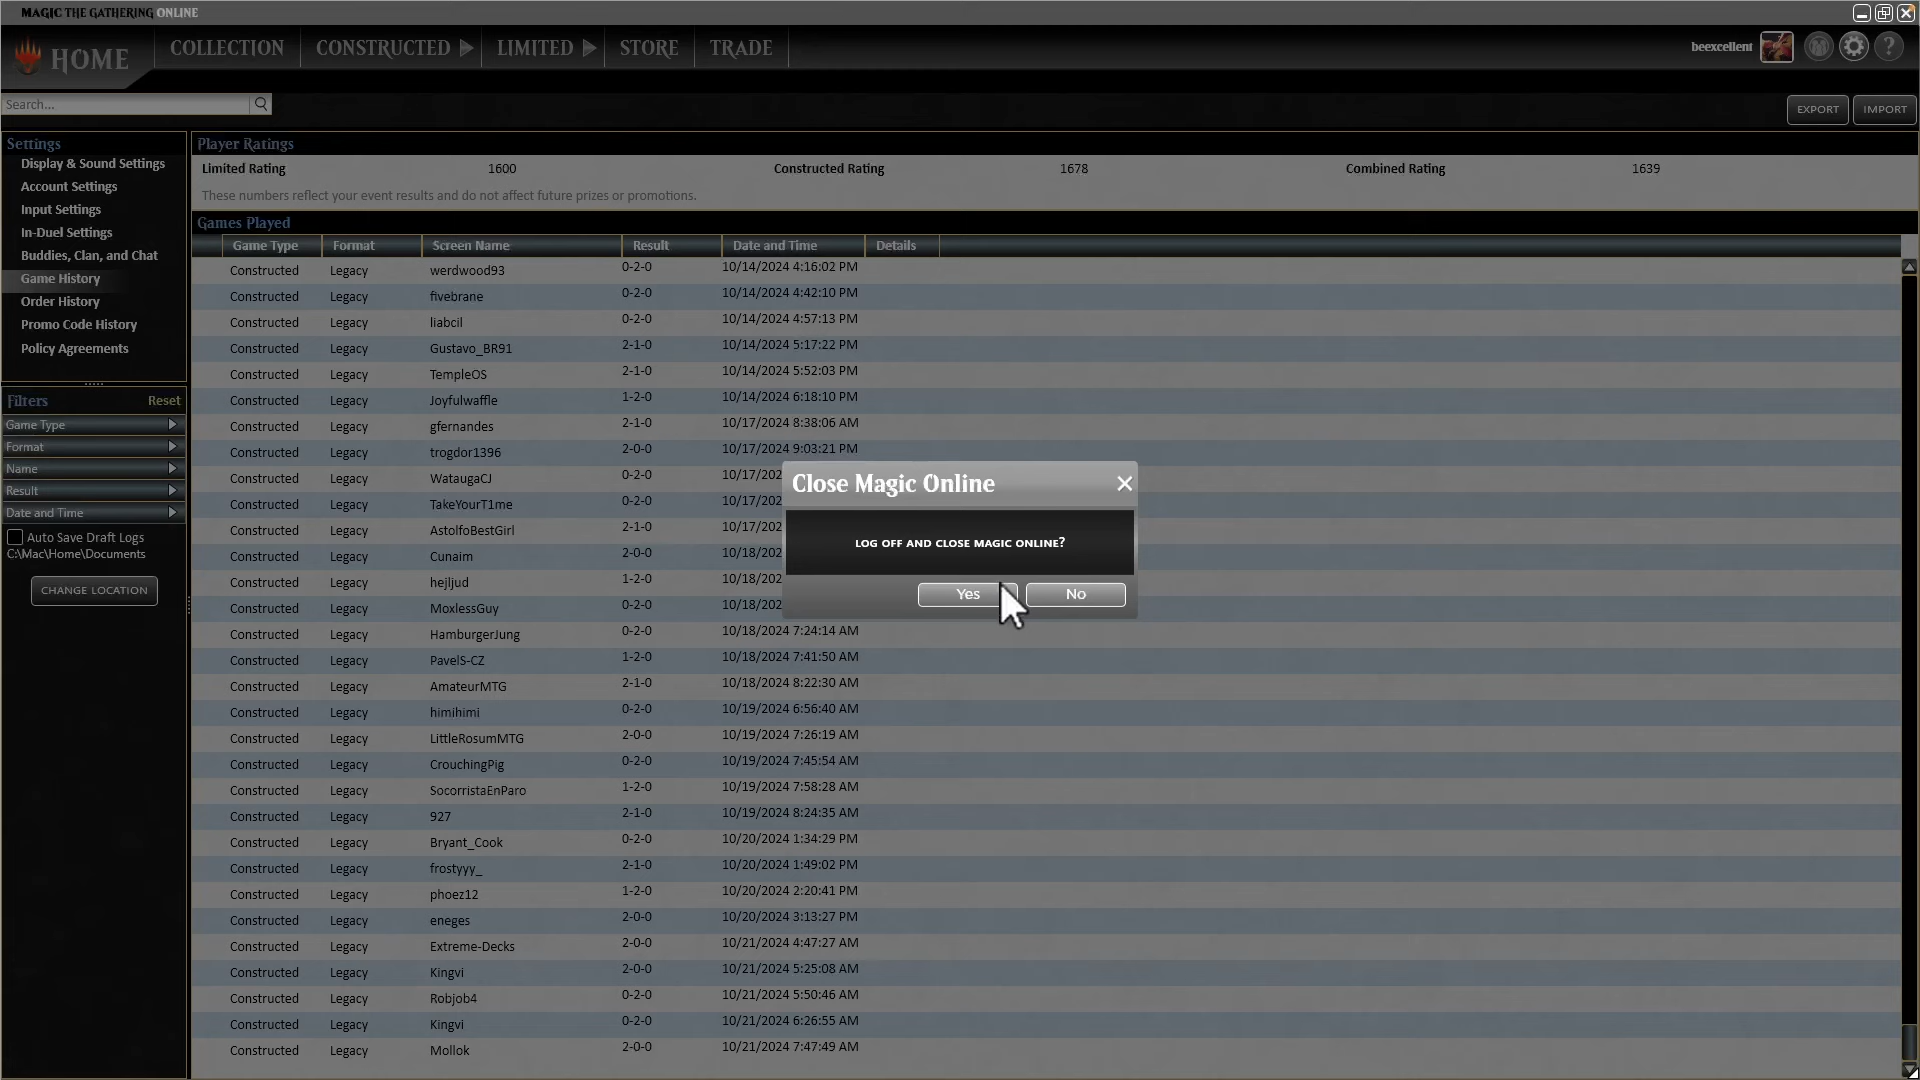 MAGIC THE GATHERING ONLINE
HOME COLLECTION CONSTRUCTED LIMITED STORE TRADE beexcellent ?
Search...
EXPORT IMPORT
Settings
Display & Sound Settings
Account Settings
Input Settings
In-Duel Settings
Buddies, Clan, and Chat
Game History
Order History
Promo Code History
Policy Agreements
Filters Reset
Game Type
Format
Name
Result
Date and Time
Auto Save Draft Logs
C:\Mac\Home\Documents
CHANGE LOCATION
Player Ratings
Limited Rating 1600 Constructed Rating 1678 Combined Rating 1639
These numbers reflect your event results and do not affect future prizes or promotions.
Games Played
Game Type Format Screen Name Result Date and Time Details
Constructed Legacy werdwood93 0-2-0 10/14/2024 4:16:02 PM
Constructed Legacy fivebrane 0-2-0 10/14/2024 4:42:10 PM
Constructed Legacy liabcil 0-2-0 10/14/2024 4:57:13 PM
Constructed Legacy Gustavo_BR91 2-1-0 10/14/2024 5:17:22 PM
Constructed Legacy TempleOS 2-1-0 10/14/2024 5:52:03 PM
Constructed Legacy Joyfulwaffle 1-2-0 10/14/2024 6:18:10 PM
Constructed Legacy gfernandes 2-1-0 10/17/2024 8:38:06 AM
Constructed Legacy trogdor1396 2-0-0 10/17/2024 9:03:21 PM
Constructed Legacy WataugaCJ 0-2-0 10/17/202
Constructed Legacy TakeYourT1me 0-2-0 10/17/202
Constructed Legacy AstolfoBestGirl 2-1-0 10/17/202
Constructed Legacy Cunaim 2-0-0 10/18/202
Constructed Legacy hejljud 1-2-0 10/18/202
Constructed Legacy MoxlessGuy 0-2-0 10/18/202
Constructed Legacy HamburgerJung 0-2-0 10/18/2024 7:24:14 AM
Constructed Legacy PavelS-CZ 1-2-0 10/18/2024 7:41:50 AM
Constructed Legacy AmateurMTG 2-1-0 10/18/2024 8:22:30 AM
Constructed Legacy himihimi 0-2-0 10/19/2024 6:56:40 AM
Constructed Legacy LittleRosumMTG 2-0-0 10/19/2024 7:26:19 AM
Constructed Legacy CrouchingPig 0-2-0 10/19/2024 7:45:54 AM
Constructed Legacy SocorristaEnParo 1-2-0 10/19/2024 7:58:28 AM
Constructed Legacy 927 2-1-0 10/19/2024 8:24:35 AM
Constructed Legacy Bryant_Cook 0-2-0 10/20/2024 1:34:29 PM
Constructed Legacy frostyyy_ 2-1-0 10/20/2024 1:49:02 PM
Constructed Legacy phoez12 1-2-0 10/20/2024 2:20:41 PM
Constructed Legacy eneges 2-0-0 10/20/2024 3:13:27 PM
Constructed Legacy Extreme-Decks 2-0-0 10/21/2024 4:47:27 AM
Constructed Legacy Kingvi 2-0-0 10/21/2024 5:25:08 AM
Constructed Legacy Robjob4 0-2-0 10/21/2024 5:50:46 AM
Constructed Legacy Kingvi 0-2-0 10/21/2024 6:26:55 AM
Constructed Legacy Mollok 2-0-0 10/21/2024 7:47:49 AM
Close Magic Online
LOG OFF AND CLOSE MAGIC ONLINE?
Yes No